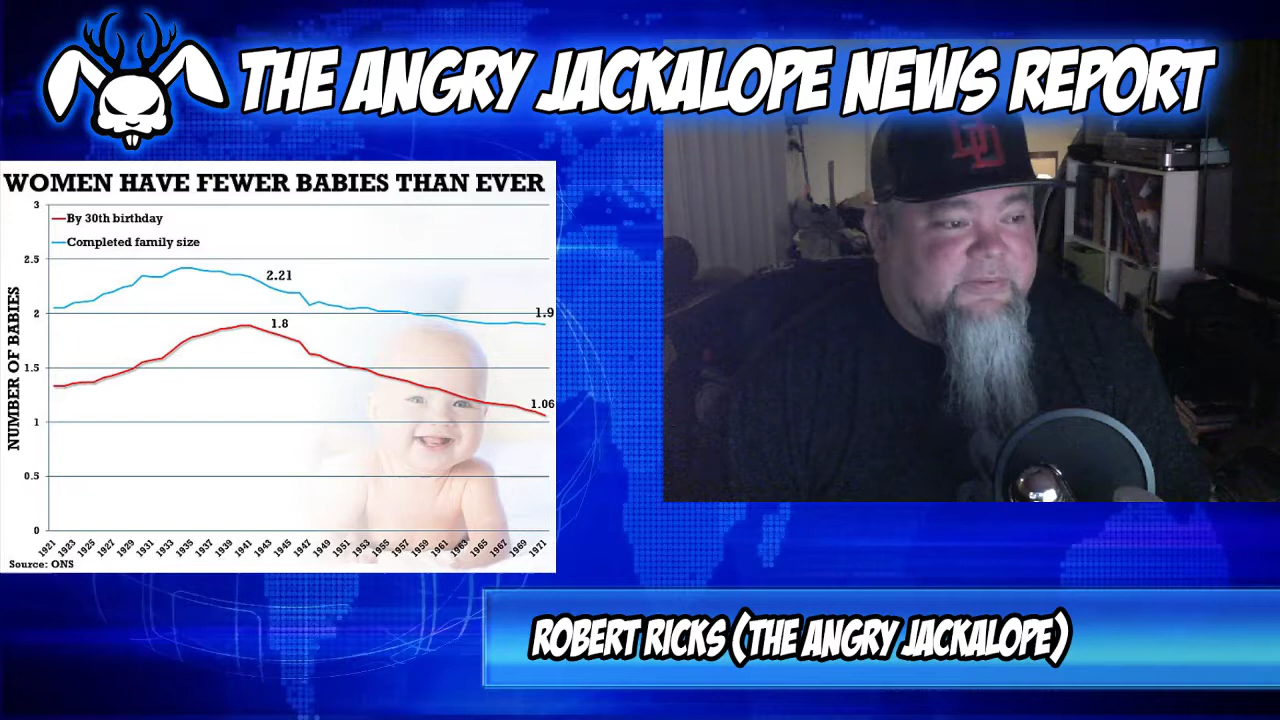 THE ANGRY JACKALOPE NEWS REPORT
WOMEN HAVE FEWER BABIES THAN EVER
3
By 30th birthday
Completed family size
2.5
2.21
NUMBER OF BABIES
2
1.9
1.8
1.5
1.06
1
0.5
0
1921 1923 1925 1927 1929 1931 1933 1935 1937 1939 1941 1943 1945 1947 1949 1951 1953 1955 1957 1959 1961 1963 1965 1967 1969 1971
Source: ONS
ROBERT RICKS (THE ANGRY JACKALOPE)